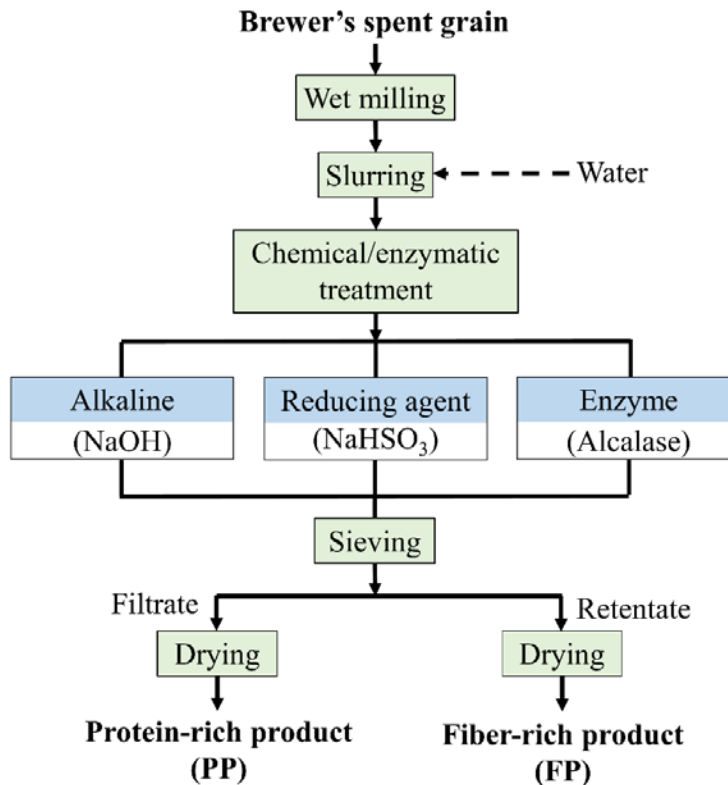 Brewer’s spent grain
Wet milling
Slurring
Water
Chemical/enzymatic
treatment
Alkaline
(NaOH)
Reducing agent
(NaHSO₃)
Enzyme
(Alcalase)
Sieving
Filtrate
Retentate
Drying
Drying
Protein-rich product
(PP)
Fiber-rich product
(FP)